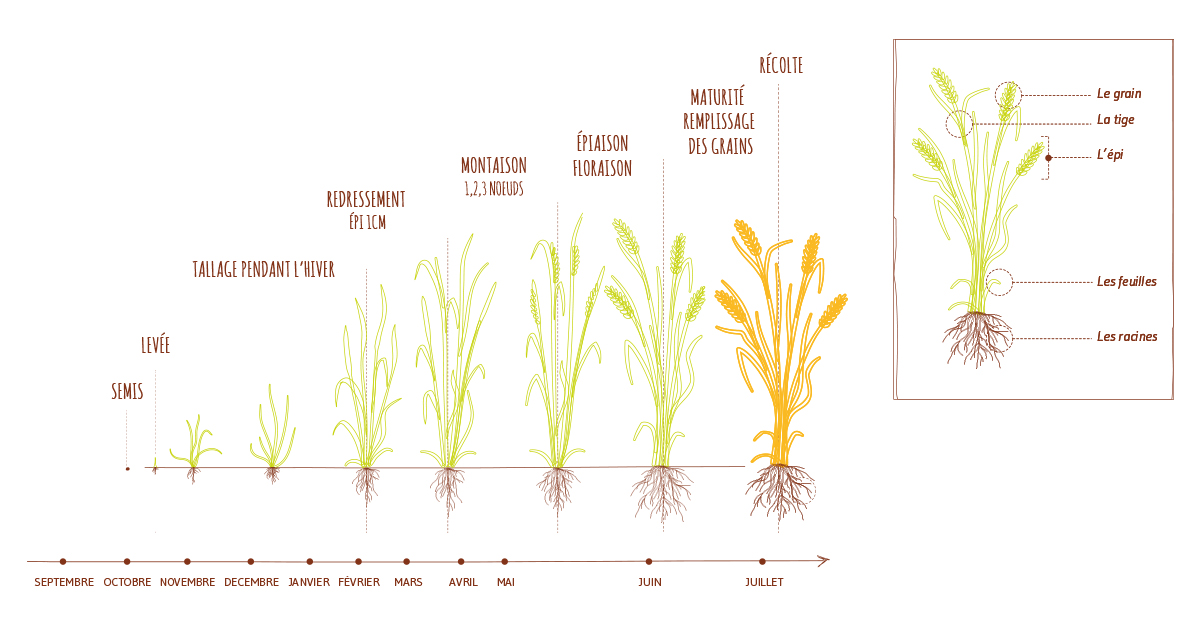 SEMIS
LEVÉE
TALLAGE PENDANT L'HIVER
REDRESSEMENT
ÉPI 1CM
MONTAISON
1,2,3 NOEUDS
ÉPIAISON
FLORAISON
MATURITÉ
REMPLISSAGE
DES GRAINS
RÉCOLTE
Le grain
La tige
L'épi
Les feuilles
Les racines
SEPTEMBRE OCTOBRE NOVEMBRE DECEMBRE JANVIER FÉVRIER MARS AVRIL MAI JUIN JUILLET